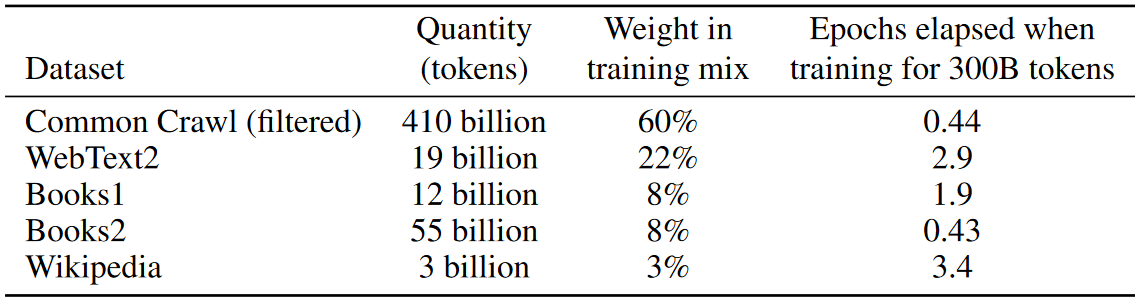 Dataset Quantity (tokens) Weight in training mix Epochs elapsed when training for 300B tokens
Common Crawl (filtered) 410 billion 60% 0.44
WebText2 19 billion 22% 2.9
Books1 12 billion 8% 1.9
Books2 55 billion 8% 0.43
Wikipedia 3 billion 3% 3.4